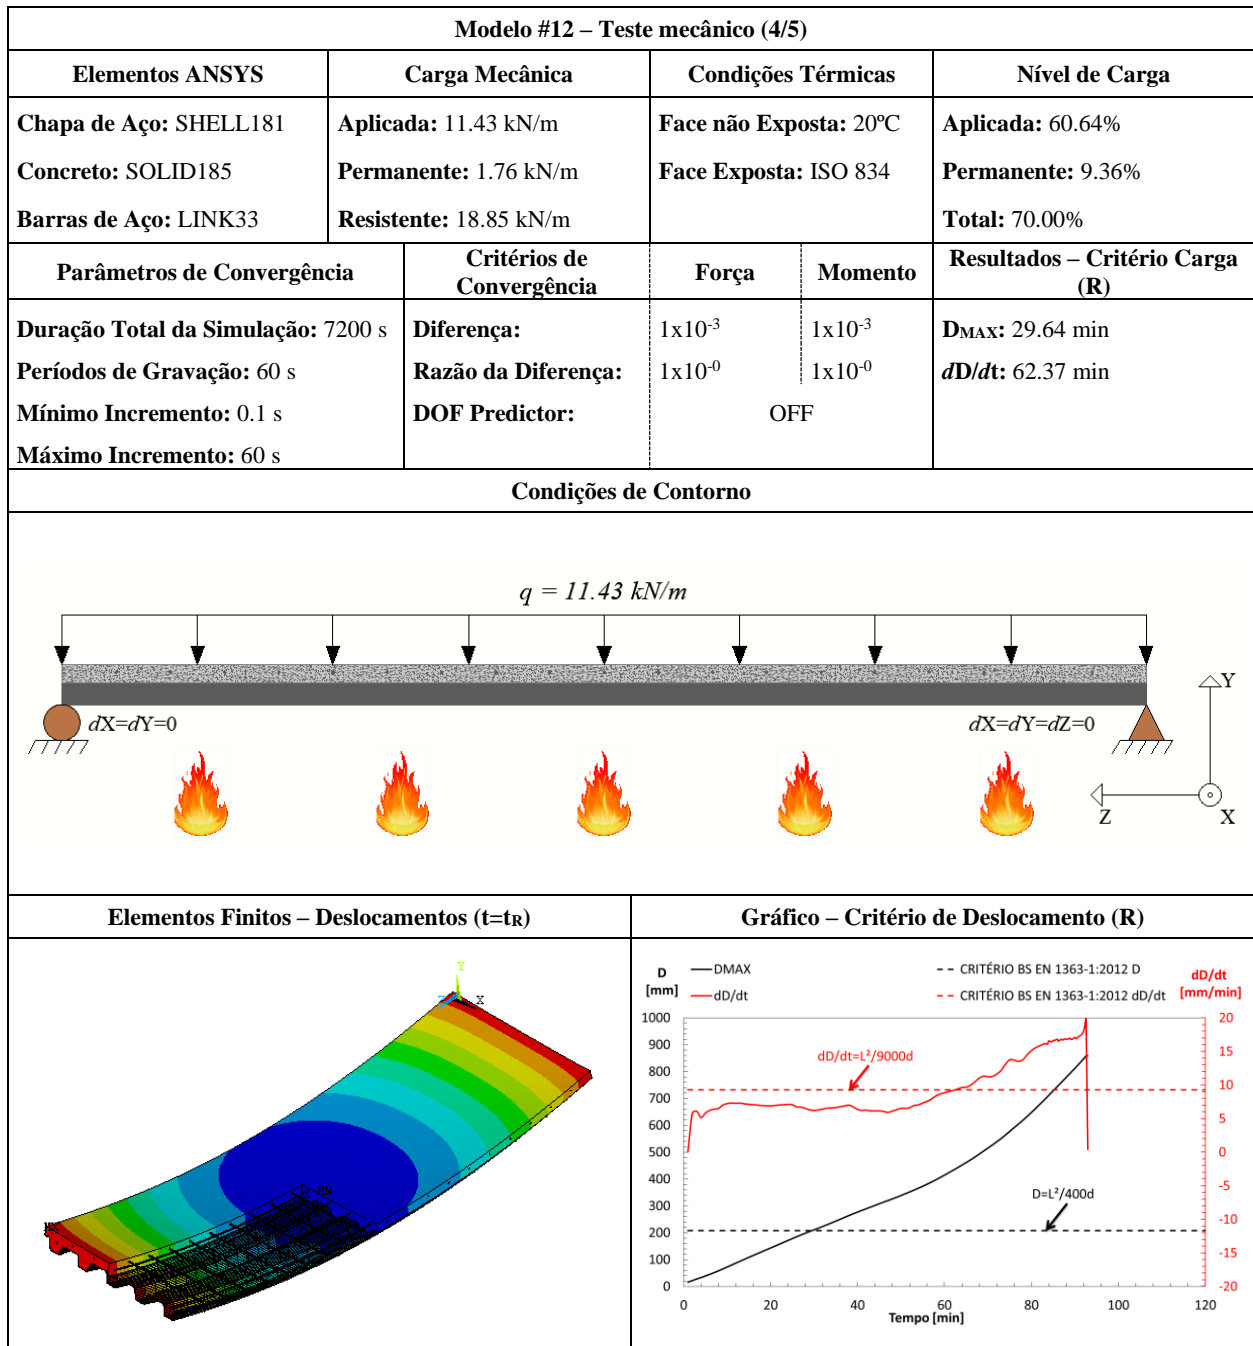 Modelo #12 – Teste mecânico (4/5)
Elementos ANSYS
Carga Mecânica
Condições Térmicas
Nível de Carga
Chapa de Aço: SHELL181
Concreto: SOLID185
Barras de Aço: LINK33
Aplicada: 11.43 kN/m
Permanente: 1.76 kN/m
Resistente: 18.85 kN/m
Face não Exposta: 20ºC
Face Exposta: ISO 834
Aplicada: 60.64%
Permanente: 9.36%
Total: 70.00%
Parâmetros de Convergência
Critérios de
Convergência
Força
Momento
Resultados – Critério Carga
(R)
Duração Total da Simulação: 7200 s
Períodos de Gravação: 60 s
Mínimo Incremento: 0.1 s
Máximo Incremento: 60 s
Diferença: 1x10⁻³ 1x10⁻³
Razão da Diferença: 1x10⁻⁰ 1x10⁻⁰
DOF Predictor: OFF
DMAX: 29.64 min
dD/dt: 62.37 min
Condições de Contorno
q = 11.43 kN/m
dX=dY=0
dX=dY=dZ=0
Y
Z
X
Elementos Finitos – Deslocamentos (t=tR)
Y
Z
X
MN
Gráfico – Critério de Deslocamento (R)
D
[mm]
DMAX
dD/dt
CRITÉRIO BS EN 1363-1:2012 D
CRITÉRIO BS EN 1363-1:2012 dD/dt
dD/dt
[mm/min]
1000
900
800
700
600
500
400
300
200
100
0
20
15
10
5
0
-5
-10
-15
-20
dD/dt=L²/9000d
D=L²/400d
0 20 40 60 80 100 120
Tempo [min]